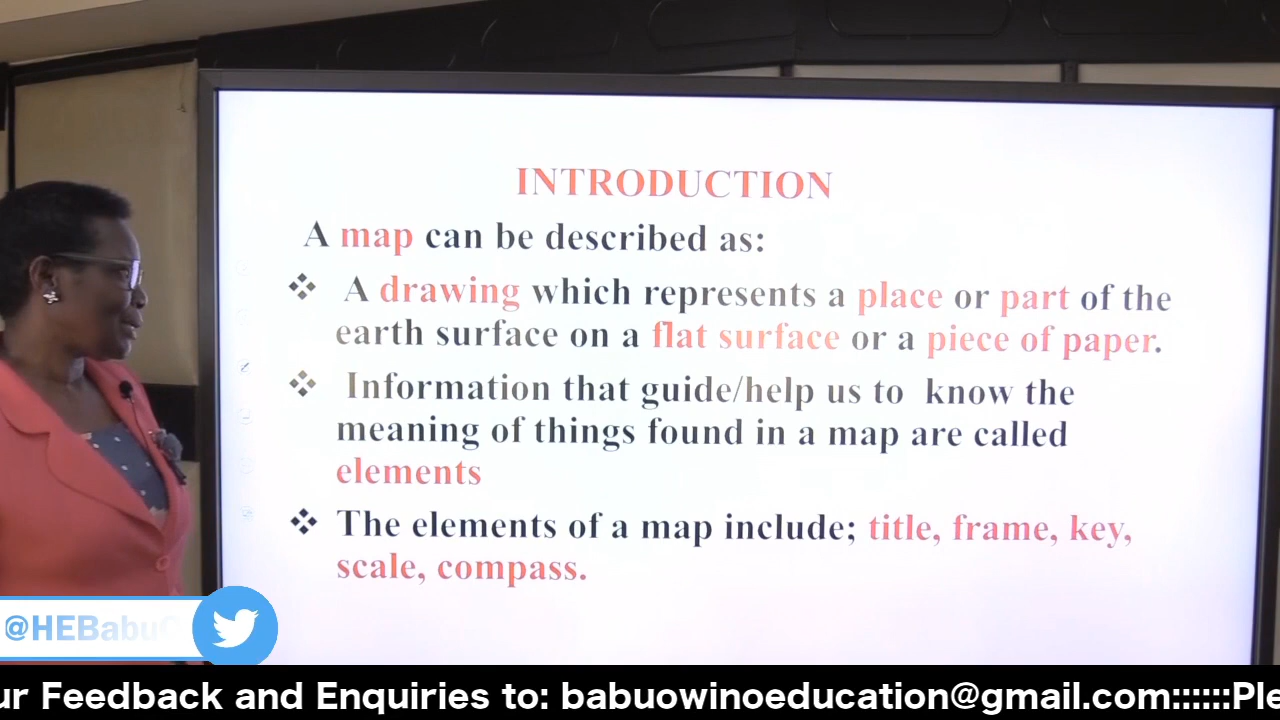 INTRODUCTION
A map can be described as:
❖ A drawing which represents a place or part of the
earth surface on a flat surface or a piece of paper.
❖ Information that guide/help us to know the
meaning of things found in a map are called
elements
❖ The elements of a map include; title, frame, key,
scale, compass.
@HEBabu
ur Feedback and Enquiries to: babuowinoeducation@gmail.com::::::Ple